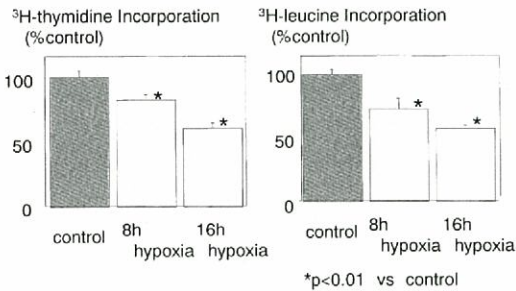 ³H-thymidine Incorporation
(%control)
100
50
0
control
8h
hypoxia
16h
hypoxia
*
*
³H-leucine Incorporation
(%control)
100
50
0
control
8h
hypoxia
16h
hypoxia
*
*
*p<0.01 vs control